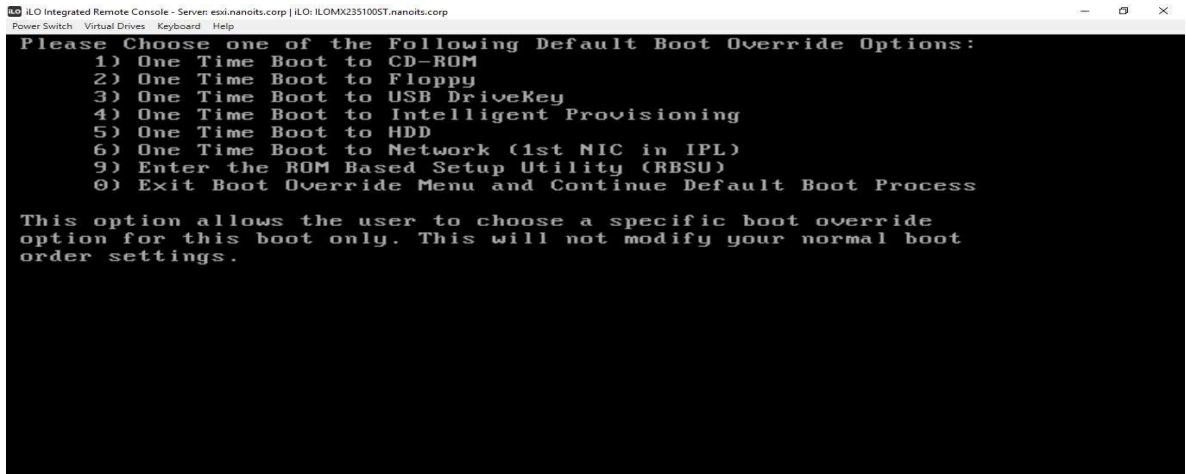 iLO iLO Integrated Remote Console - Server: esxi.nanoits.corp | iLO: ILOMX235100ST.nanoits.corp
Power Switch Virtual Drives Keyboard Help
Please Choose one of the Following Default Boot Override Options:
1) One Time Boot to CD-ROM
2) One Time Boot to Floppy
3) One Time Boot to USB DriveKey
4) One Time Boot to Intelligent Provisioning
5) One Time Boot to HDD
6) One Time Boot to Network (1st NIC in IPL)
9) Enter the ROM Based Setup Utility (RBSU)
0) Exit Boot Override Menu and Continue Default Boot Process
This option allows the user to choose a specific boot override
option for this boot only. This will not modify your normal boot
order settings.